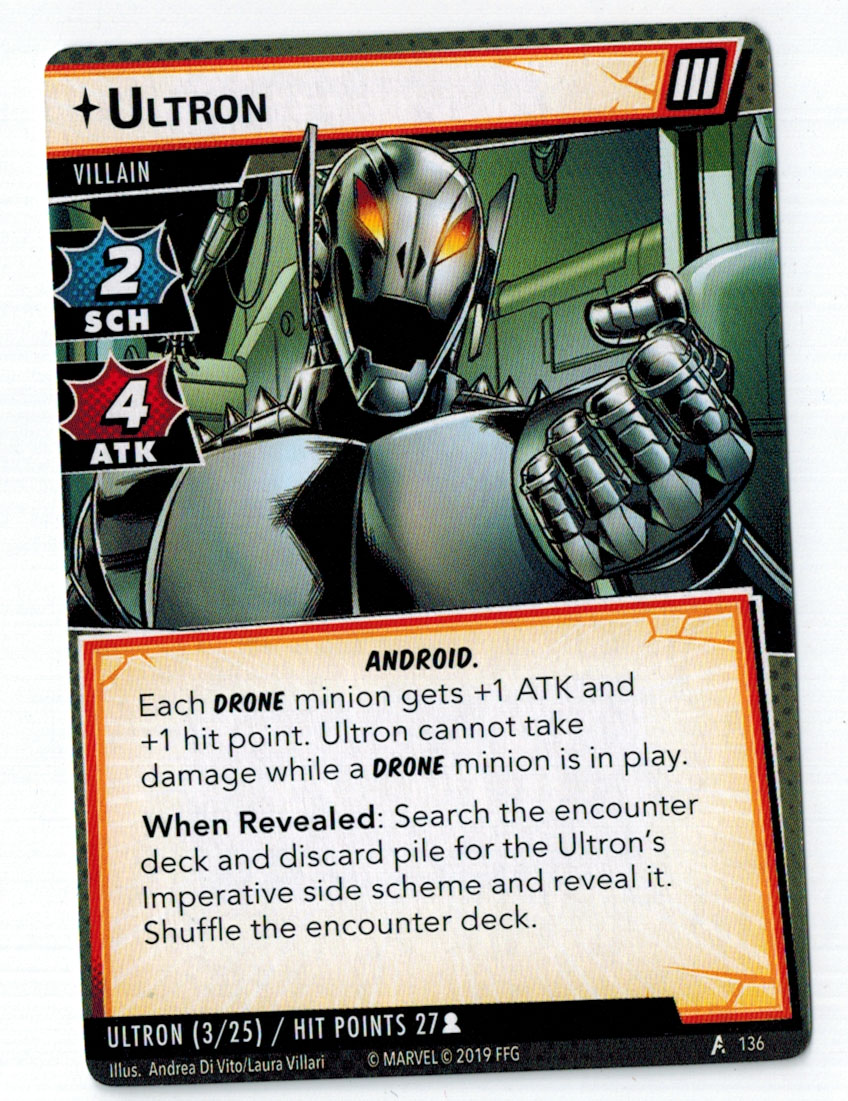 ULTRON
III
VILLAIN
2
SCH
4
ATK
ANDROID.
Each DRONE minion gets +1 ATK and
+1 hit point. Ultron cannot take
damage while a DRONE minion is in play.
When Revealed: Search the encounter
deck and discard pile for the Ultron's
Imperative side scheme and reveal it.
Shuffle the encounter deck.
ULTRON (3/25) / HIT POINTS 27
Illus. Andrea Di Vito/Laura Villari © MARVEL © 2019 FFG 136